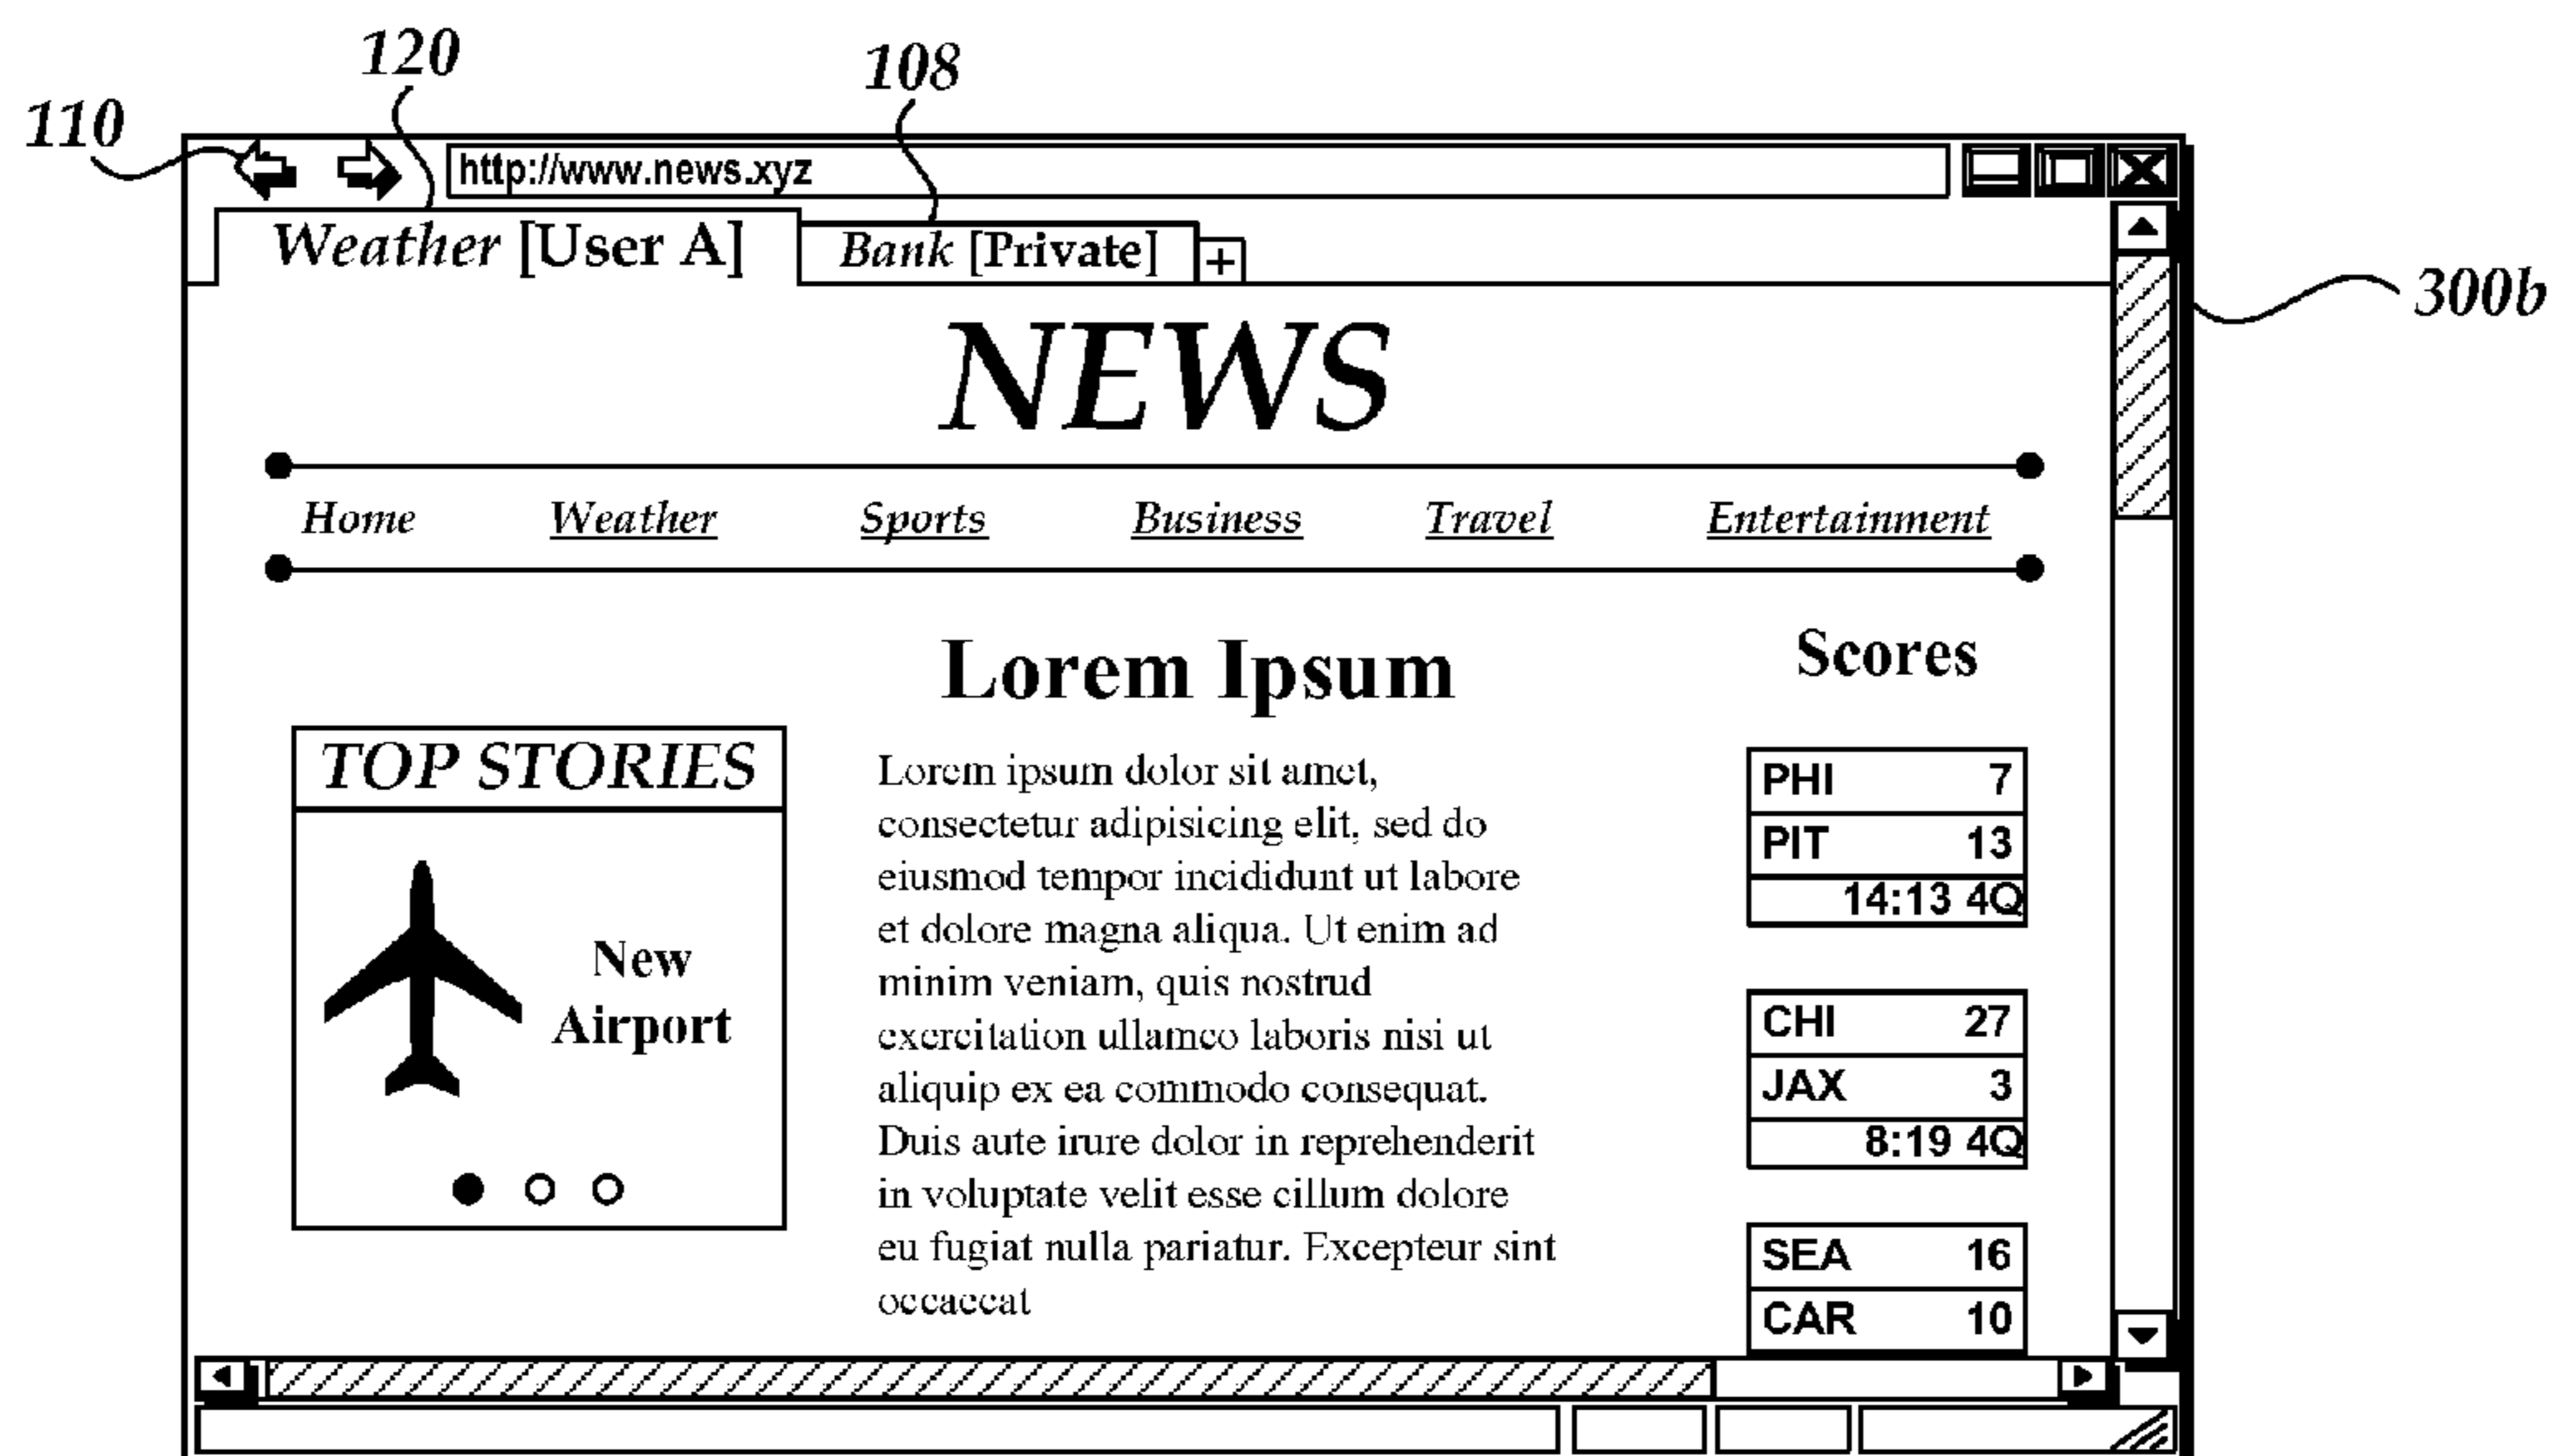 120
108
110
http://www.news.xyz
Weather [User A]
Bank [Private]
+
300b
NEWS
Home Weather Sports Business Travel Entertainment
Lorem Ipsum
Scores
TOP STORIES
New
Airport
Lorem ipsum dolor sit amet,
consectetur adipisicing elit, sed do
eiusmod tempor incididunt ut labore
et dolore magna aliqua. Ut enim ad
minim veniam, quis nostrud
exercitation ullamco laboris nisi ut
aliquip ex ea commodo consequat.
Duis aute irure dolor in reprehenderit
in voluptate velit esse cillum dolore
eu fugiat nulla pariatur. Excepteur sint
occaecat
PHI 7
PIT 13
14:13 4Q
CHI 27
JAX 3
8:19 4Q
SEA 16
CAR 10